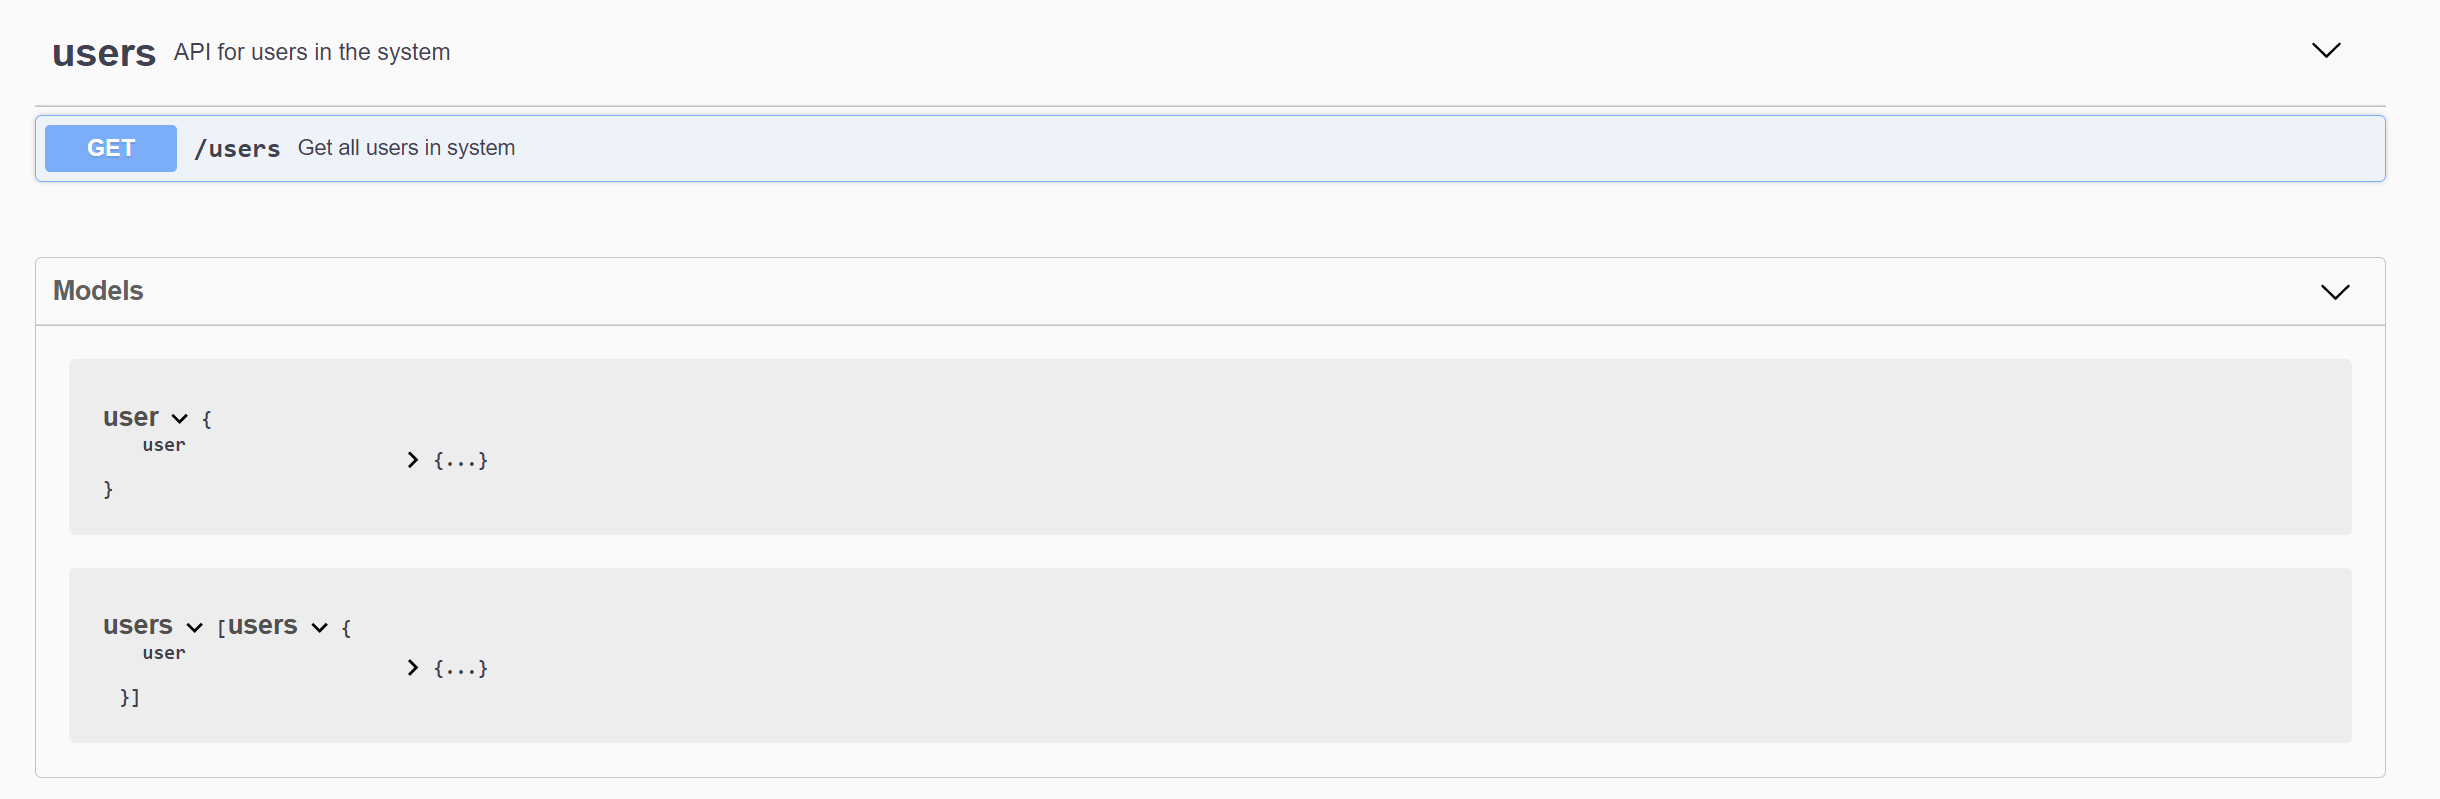 users API for users in the system
GET /users Get all users in system
Models
user {
user
{...}
}
users [users {
user
{...}
}]